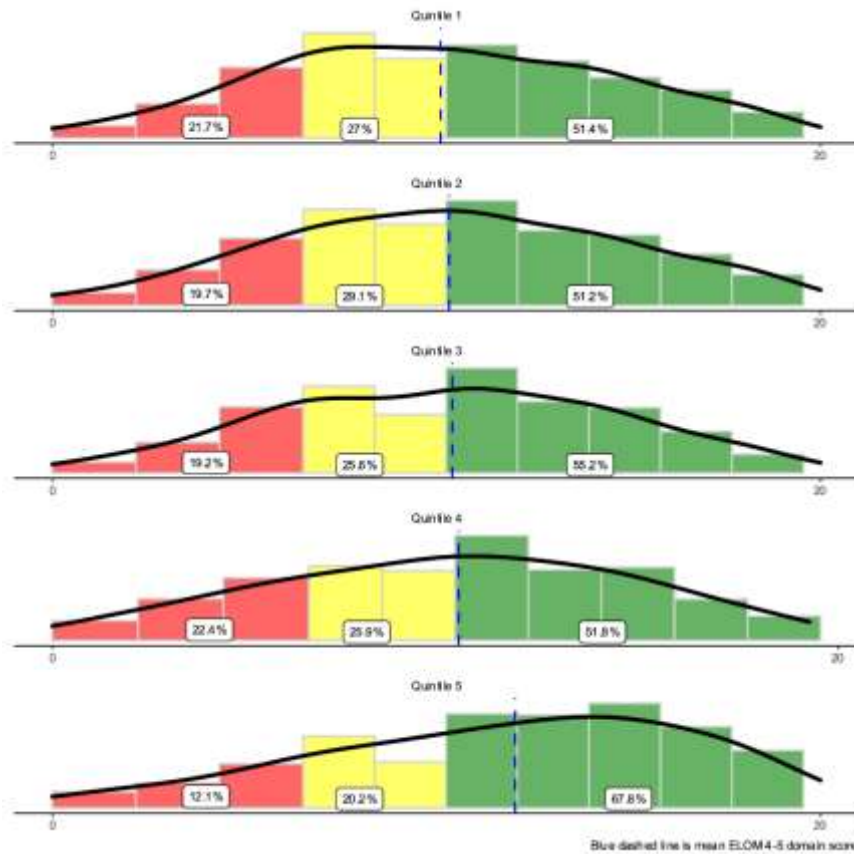 Quintile 1
21.7% 27% 51.4%
0 20
Quintile 2
19.7% 29.1% 51.2%
0 20
Quintile 3
19.2% 25.6% 55.2%
0 20
Quintile 4
22.4% 25.9% 51.8%
0 20
Quintile 5
12.1% 20.2% 67.8%
0 20
Blue dashed line is mean ELOM 4-5 domain score